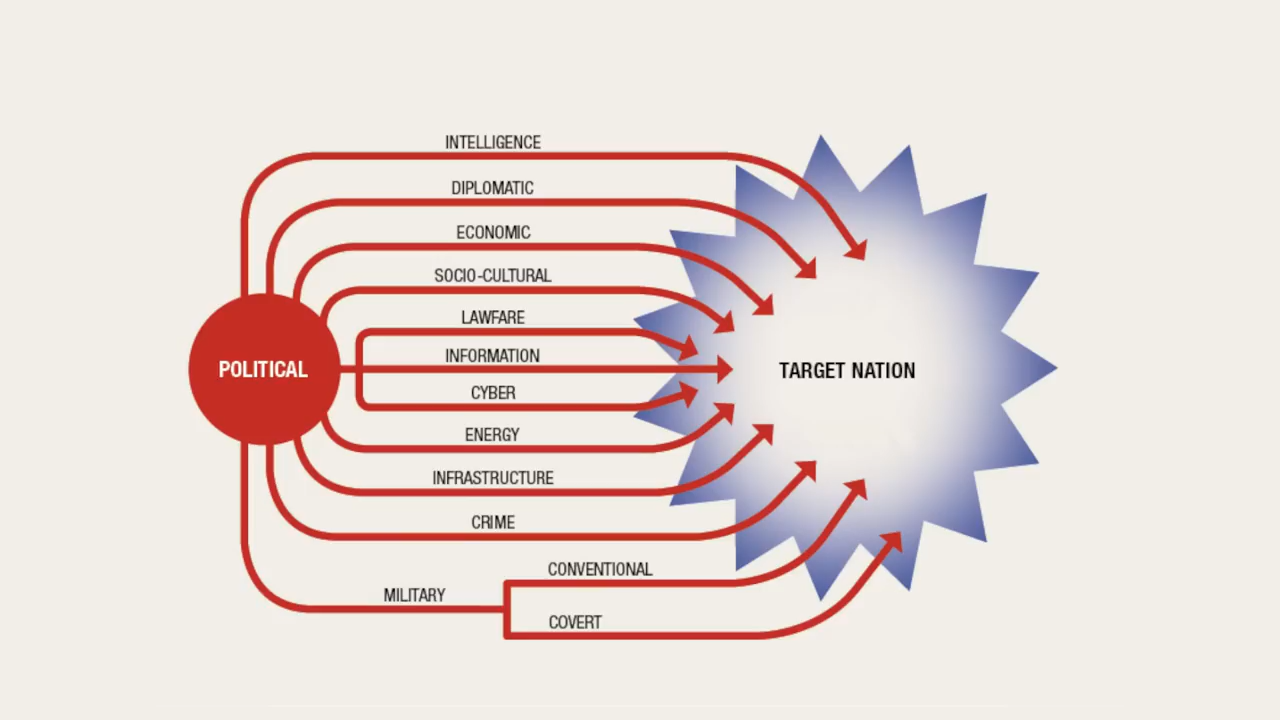 INTELLIGENCE
DIPLOMATIC
ECONOMIC
SOCIO-CULTURAL
LAWFARE
INFORMATION
POLITICAL
TARGET NATION
CYBER
ENERGY
INFRASTRUCTURE
CRIME
CONVENTIONAL
MILITARY
COVERT